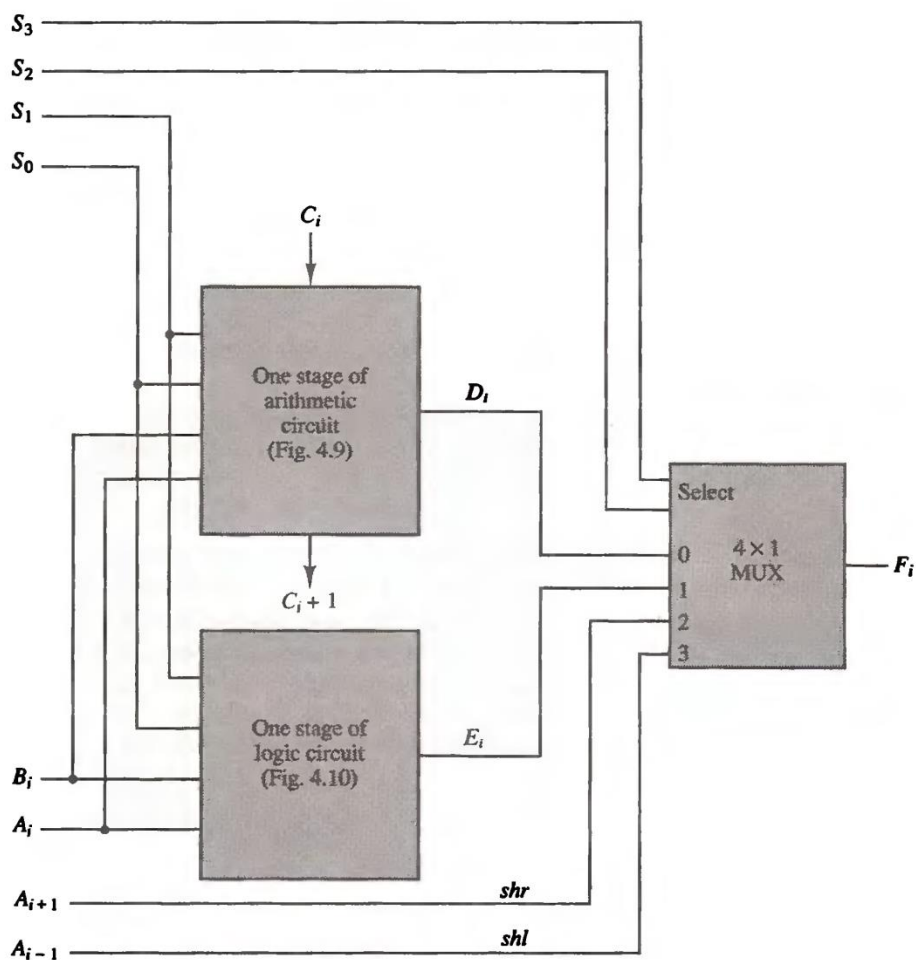 S3
S2
S1
S0
Ci
One stage of
arithmetic
circuit
(Fig. 4.9)
Di
Select
4 × 1
MUX
0
1
2
3
Fi
Ci + 1
One stage of
logic circuit
(Fig. 4.10)
Ei
Bi
Ai
Ai+1
shr
Ai−1
shl